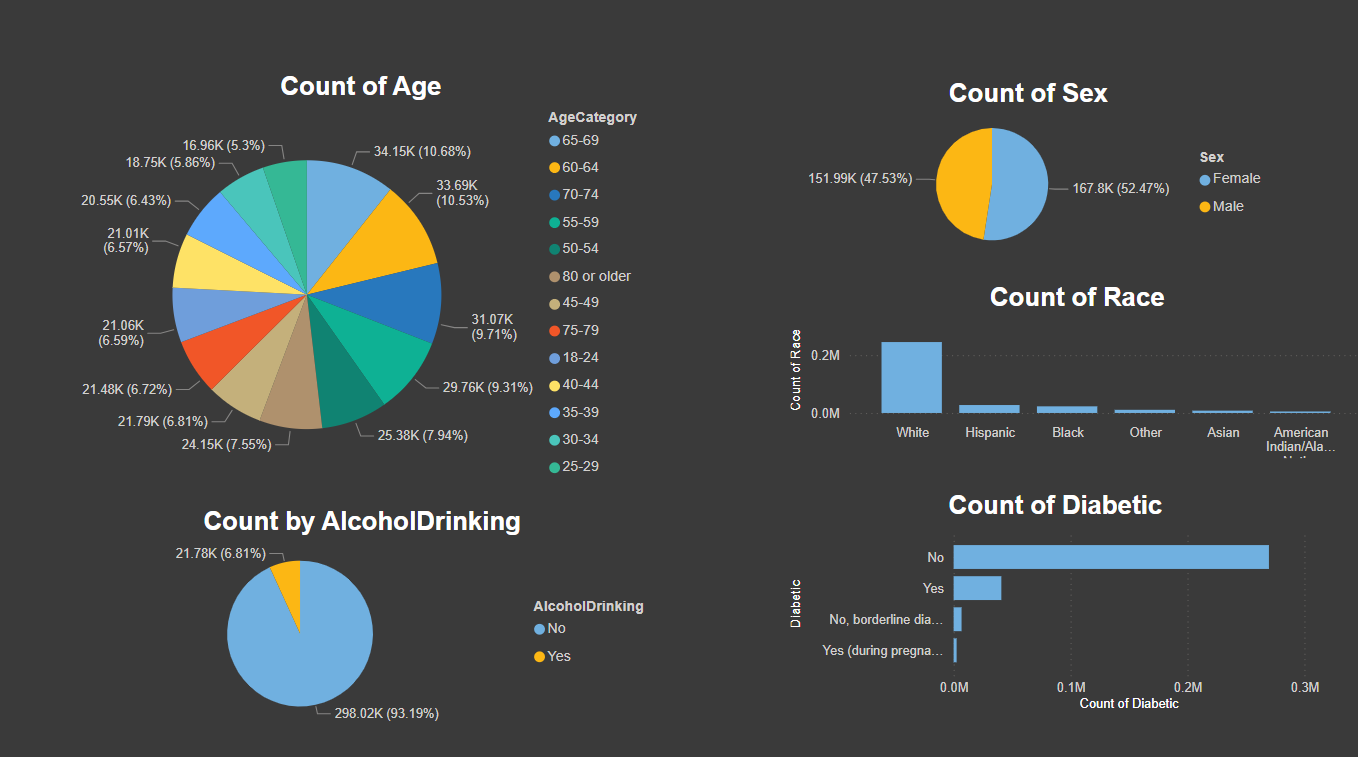 Count of Age
AgeCategory
65-69
60-64
70-74
55-59
50-54
80 or older
45-49
75-79
18-24
40-44
35-39
30-34
25-29
34.15K (10.68%)
33.69K
(10.53%)
31.07K
(9.71%)
29.76K (9.31%)
25.38K (7.94%)
24.15K (7.55%)
21.79K (6.81%)
21.48K (6.72%)
21.06K
(6.59%)
21.01K
(6.57%)
20.55K (6.43%)
18.75K (5.86%)
16.96K (5.3%)
Count of Sex
151.99K (47.53%)
167.8K (52.47%)
Sex
Female
Male
Count of Race
Count of Race
0.2M
0.0M
White
Hispanic
Black
Other
Asian
American
Indian/Ala…
Count by AlcoholDrinking
21.78K (6.81%)
298.02K (93.19%)
AlcoholDrinking
No
Yes
Count of Diabetic
Diabetic
No
Yes
No, borderline dia…
Yes (during pregna…
0.0M
0.1M
0.2M
0.3M
Count of Diabetic